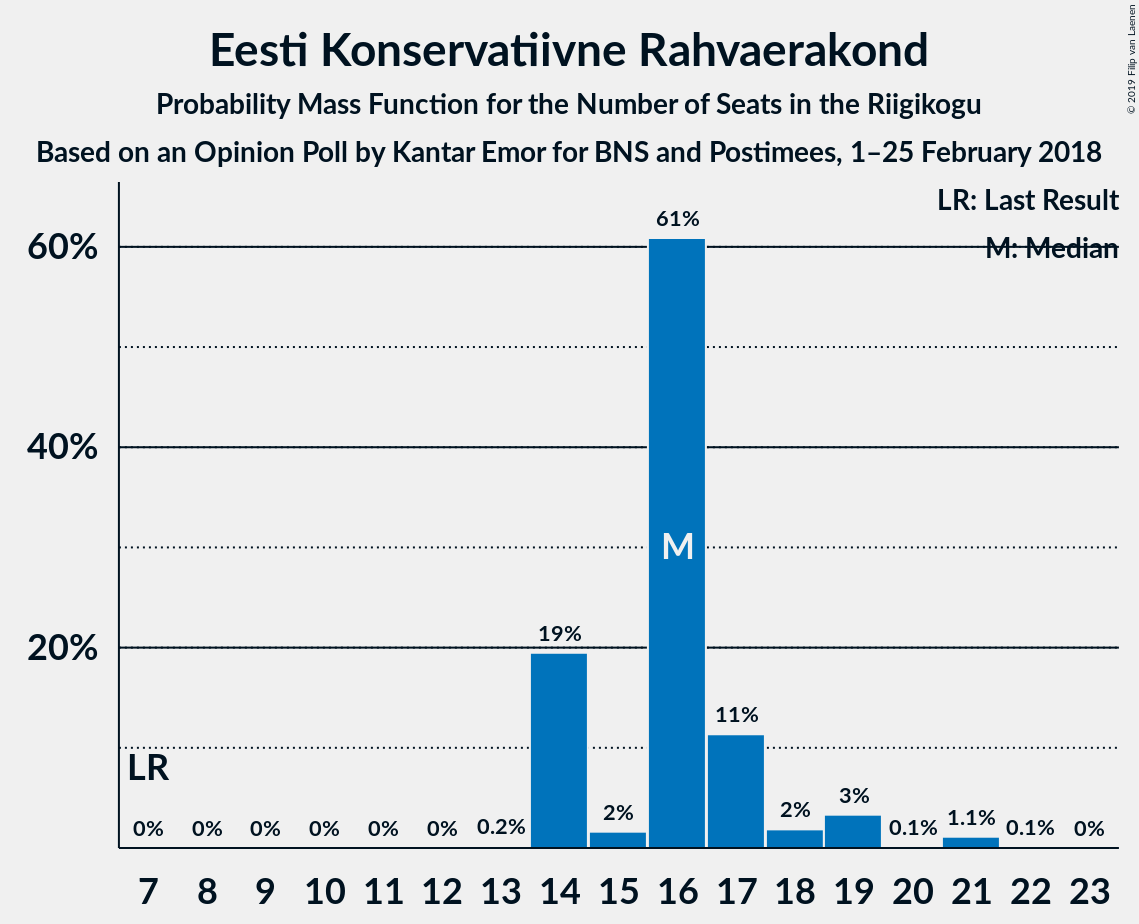 Eesti Konservatiivne Rahvaerakond
Probability Mass Function for the Number of Seats in the Riigikogu
Based on an Opinion Poll by Kantar Emor for BNS and Postimees, 1–25 February 2018
© 2019 Filip van Laenen
LR: Last Result
M: Median
60%
40%
20%
61%
19%
11%
3%
2%
2%
1.1%
0% 0% 0% 0% 0% 0% 0.2% 0.1% 0.1% 0%
LR
M
7 8 9 10 11 12 13 14 15 16 17 18 19 20 21 22 23